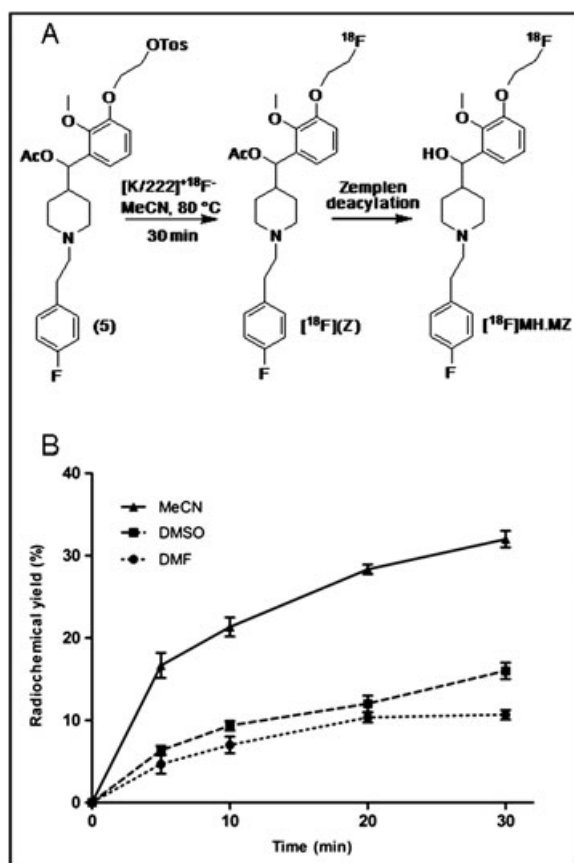 A
OTos
O
O
AcO
N
(5)
F
[K/222]⁺¹⁸F⁻
MeCN, 80 ºC
30 min
¹⁸F
O
O
AcO
N
[¹⁸F](Z)
F
Zemplen
deacylation
¹⁸F
O
O
HO
N
[¹⁸F]MH.MZ
F
B
Radiochemical yield (%)
40
30
20
10
0
MeCN
DMSO
DMF
0 10 20 30
Time (min)